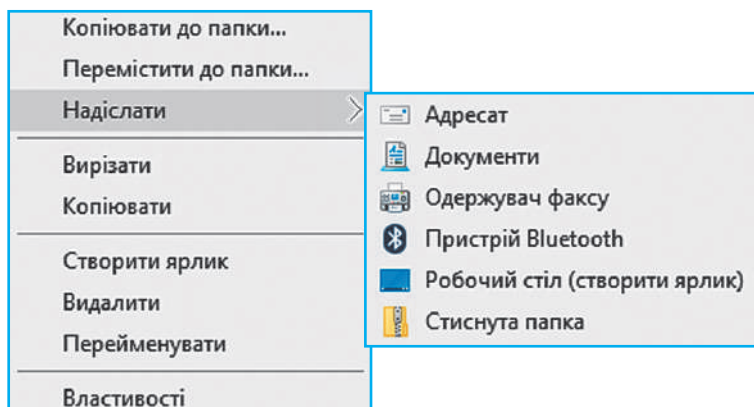 Копіювати до папки...
Перемістити до папки...
Надіслати
Вирізати
Копіювати
Створити ярлик
Видалити
Перейменувати
Властивості
Адресат
Документи
Одержувач факсу
Пристрій Bluetooth
Робочий стіл (створити ярлик)
Стиснута папка